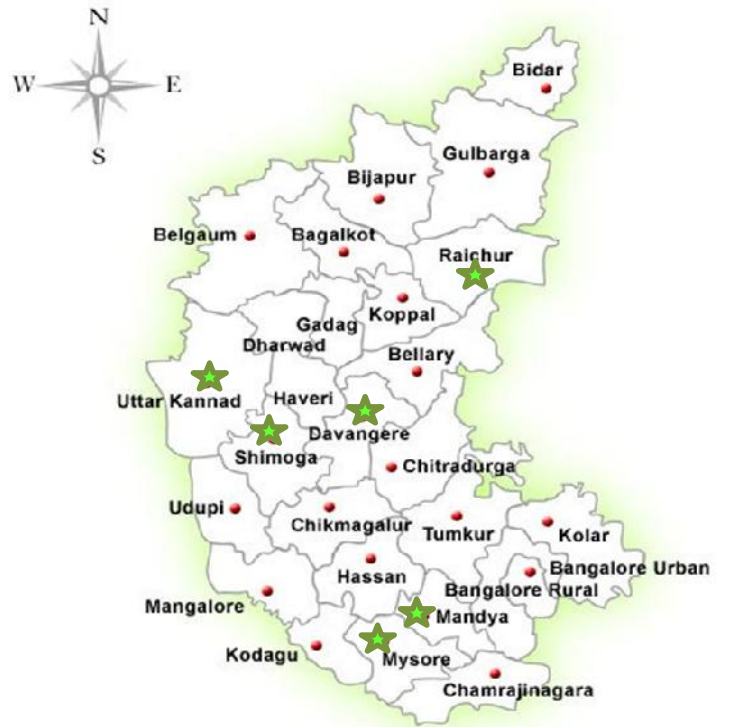 N
W
E
S
Bidar
Gulbarga
Bijapur
Belgaum
Bagalkot
Raichur
Koppal
Gadag
Dharwad
Bellary
Uttar Kannad
Haveri
Davangere
Shimoga
Chitradurga
Udupi
Chikmagalur
Tumkur
Kolar
Bangalore Urban
Hassan
Bangalore Rural
Mangalore
Mandya
Kodagu
Mysore
Chamrajinagara